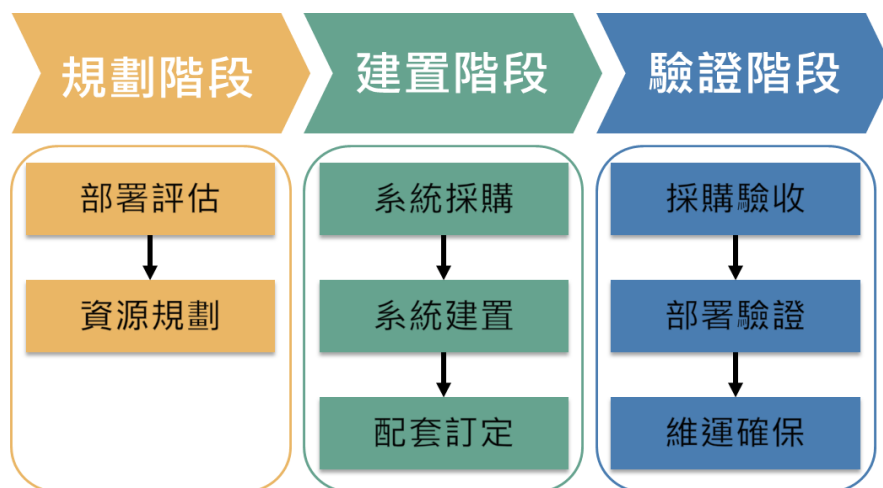 規劃階段
部署評估
資源規劃
建置階段
系統採購
系統建置
配套訂定
驗證階段
採購驗收
部署驗證
維運確保